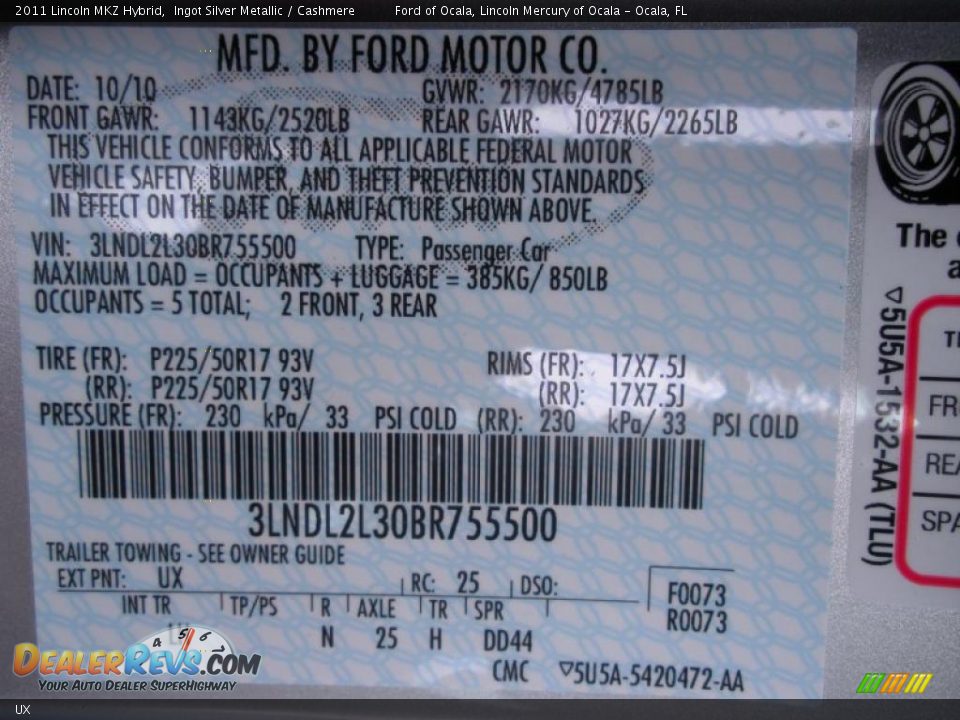 2011 Lincoln MKZ Hybrid, Ingot Silver Metallic / Cashmere Ford of Ocala, Lincoln Mercury of Ocala - Ocala, FL
MFD. BY FORD MOTOR CO.
DATE: 10/10 GVWR: 2170KG/4785LB
FRONT GAWR: 1143KG/2520LB REAR GAWR: 1027KG/2265LB
THIS VEHICLE CONFORMS TO ALL APPLICABLE FEDERAL MOTOR
VEHICLE SAFETY, BUMPER, AND THEFT PREVENTION STANDARDS
IN EFFECT ON THE DATE OF MANUFACTURE SHOWN ABOVE.
VIN: 3LNDL2L30BR755500 TYPE: Passenger Car
MAXIMUM LOAD = OCCUPANTS + LUGGAGE = 385KG/ 850LB
OCCUPANTS = 5 TOTAL; 2 FRONT, 3 REAR
TIRE (FR): P225/50R17 93V RIMS (FR): 17X7.5J
(RR): P225/50R17 93V (RR): 17X7.5J
PRESSURE (FR): 230 kPa/ 33 PSI COLD (RR): 230 kPa/ 33 PSI COLD
3LNDL2L30BR755500
TRAILER TOWING - SEE OWNER GUIDE
EXT PNT: UX RC: 25 DSO:
INT TR TP/PS R AXLE TR SPR
N 25 H DD44
F0073
R0073
CMC ▽5U5A-5420472-AA
The
▽5U5A-1532-AA (TLU)
FR
REA
SPA
4 5 6
DealerRevs.com
Your Auto Dealer SuperHighway
UX